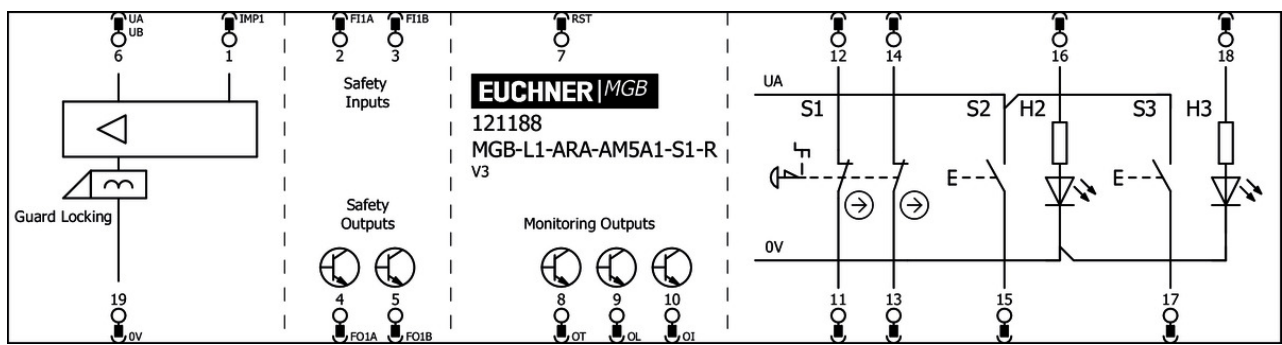 UA
UB
IMP1
FI1A
FI1B
RST
6
1
2
3
7
12
14
16
18
Safety
Inputs
EUCHNER MGB
121188
MGB-L1-ARA-AM5A1-S1-R
V3
UA
S1
S2
H2
S3
H3
E
E
Guard Locking
Safety
Outputs
Monitoring Outputs
0V
19
4
5
8
9
10
11
13
15
17
0V
FO1A
FO1B
OT
OL
OI